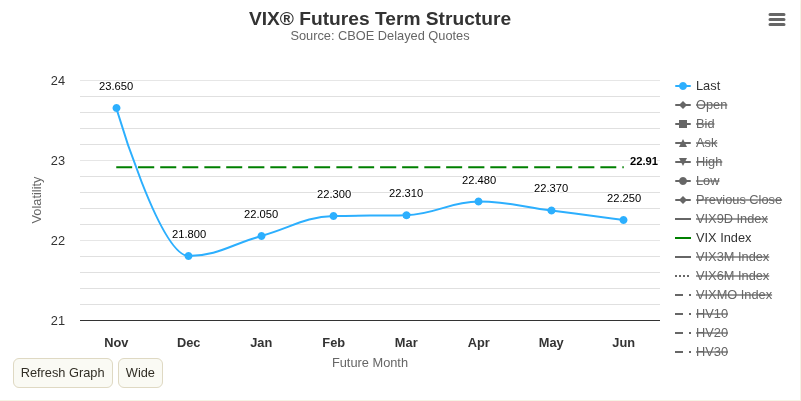 VIX® Futures Term Structure
Source: CBOE Delayed Quotes
24
23
22
21
Volatility
23.650
21.800
22.050
22.300
22.310
22.480
22.370
22.250
22.91
Nov
Dec
Jan
Feb
Mar
Apr
May
Jun
Future Month
Last
Open
Bid
Ask
High
Low
Previous Close
VIX9D Index
VIX Index
VIX3M Index
VIX6M Index
VIXMO Index
HV10
HV20
HV30
Refresh Graph
Wide